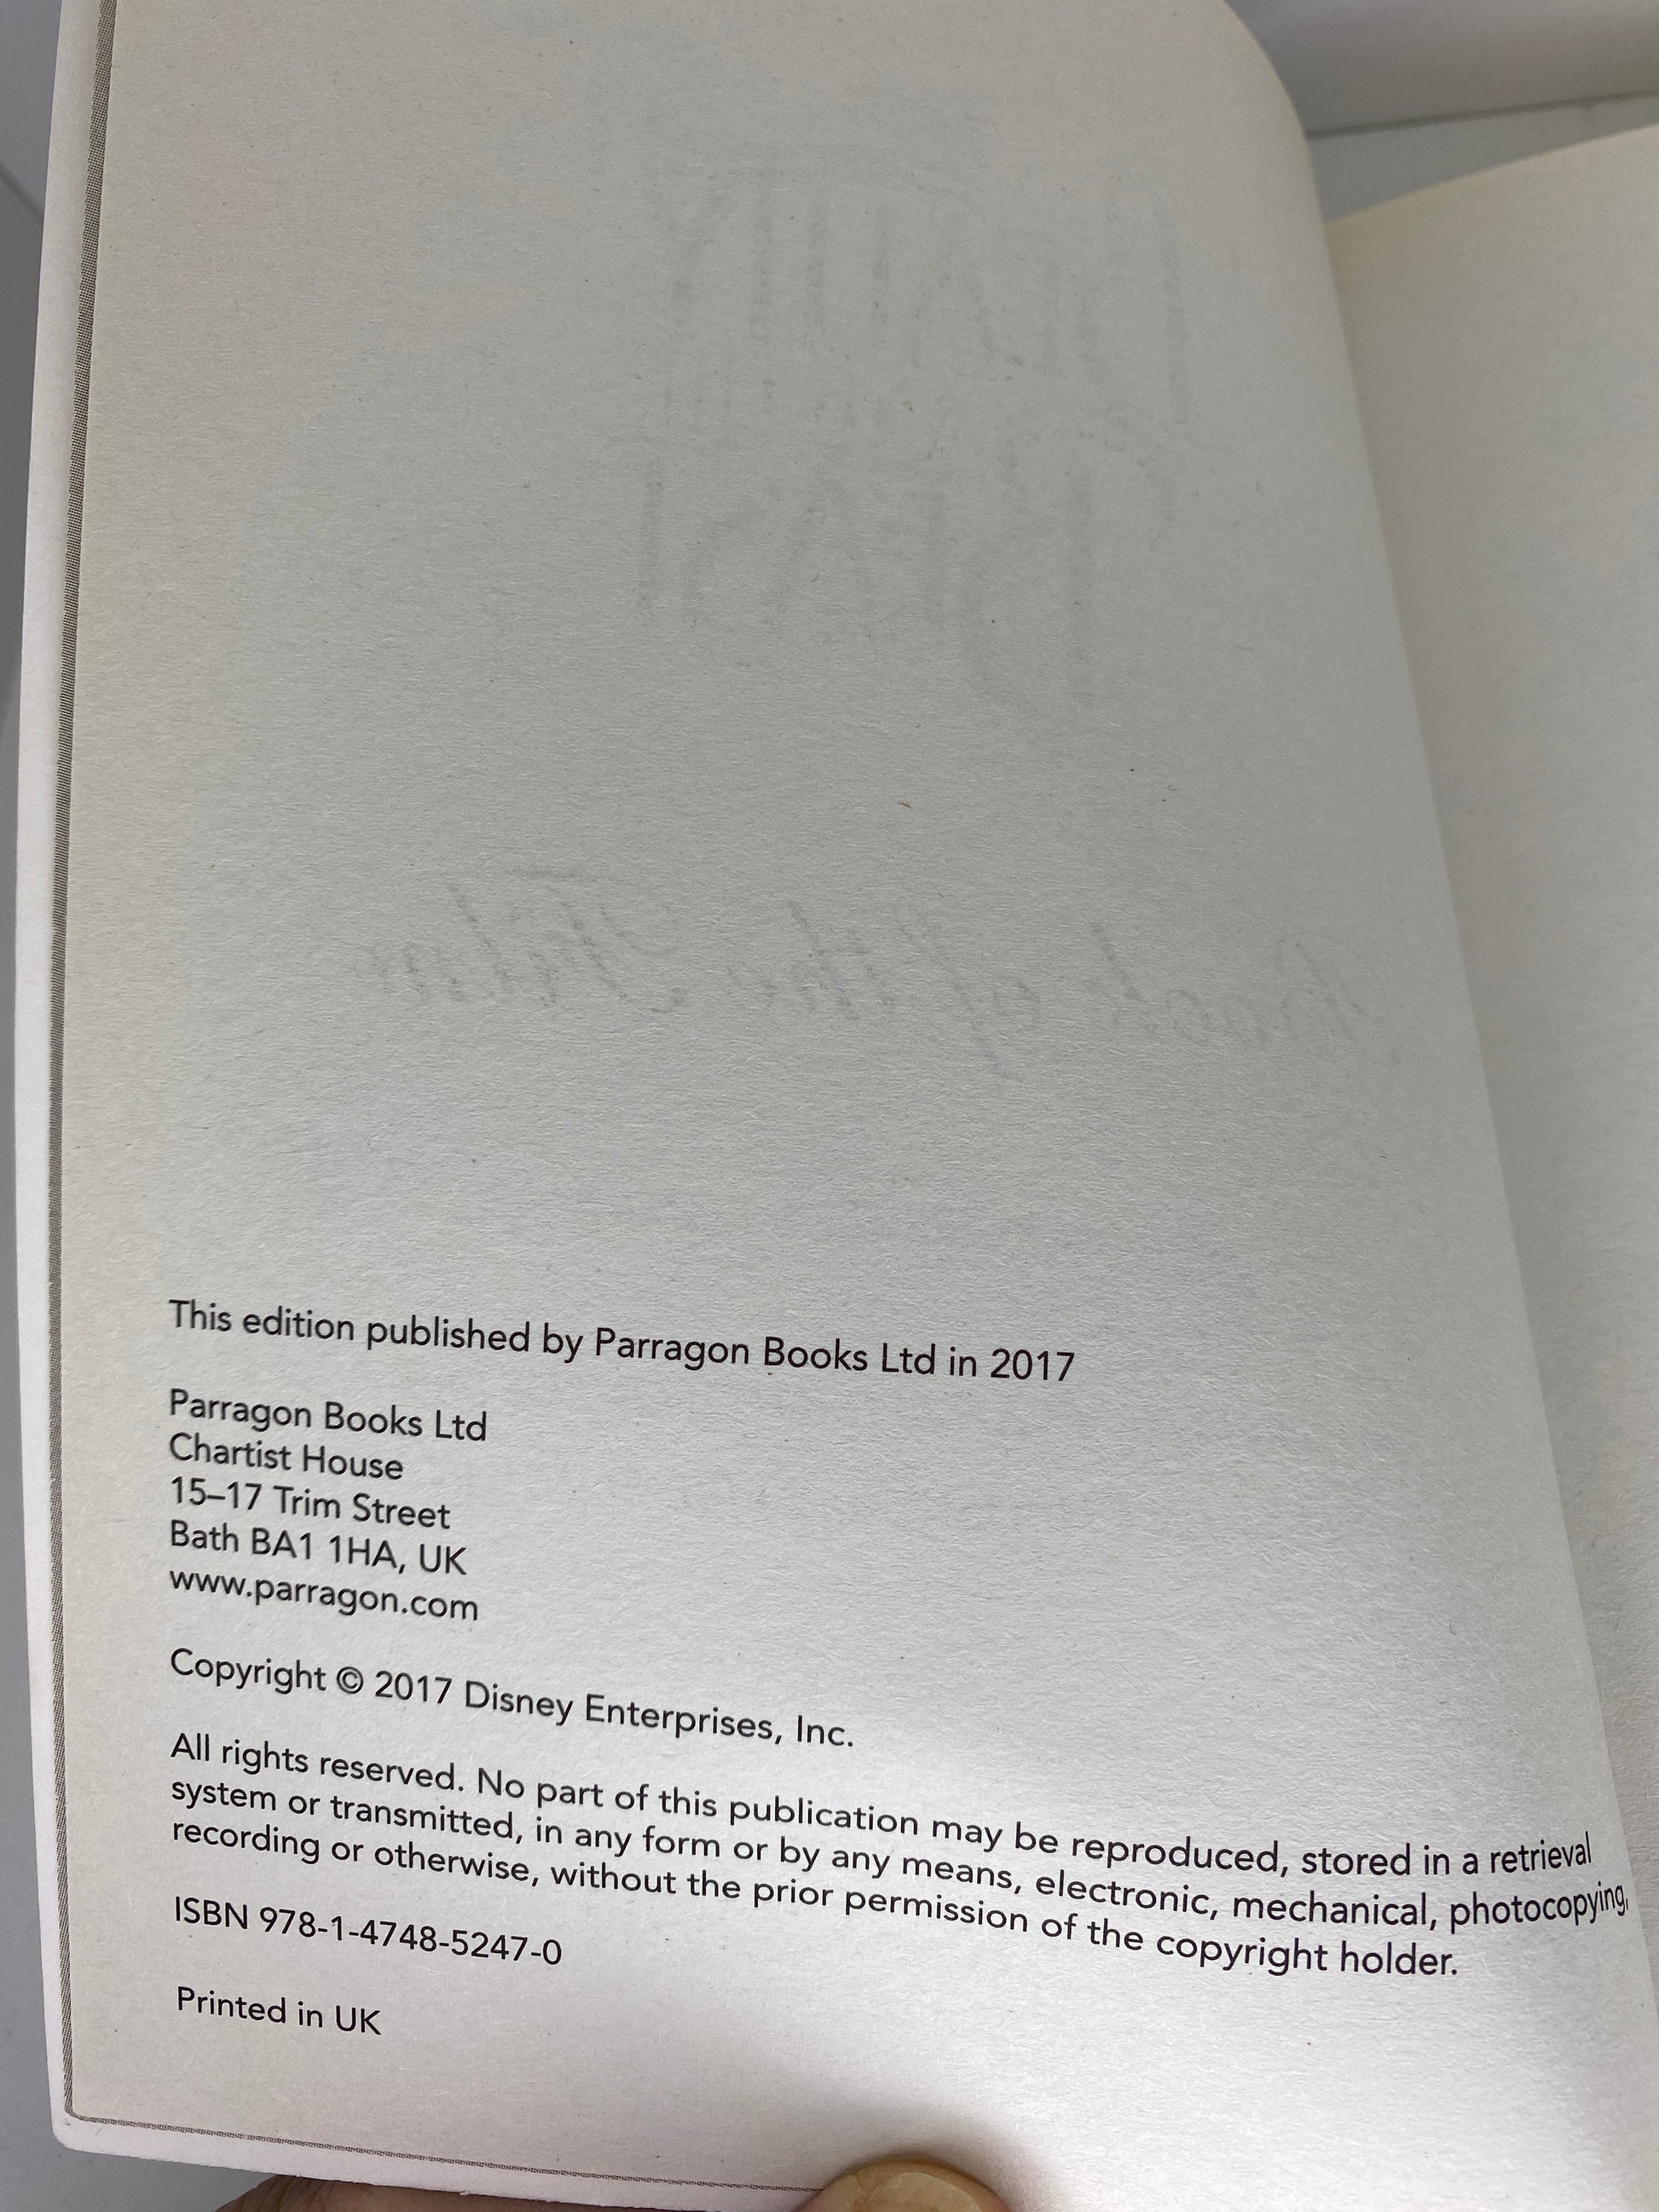 This edition published by Parragon Books Ltd in 2017
Parragon Books Ltd
Chartist House
15–17 Trim Street
Bath BA1 1HA, UK
www.parragon.com
Copyright © 2017 Disney Enterprises, Inc.
All rights reserved. No part of this publication may be reproduced, stored in a retrieval
system or transmitted, in any form or by any means, electronic, mechanical, photocopying,
recording or otherwise, without the prior permission of the copyright holder.
ISBN 978-1-4748-5247-0
Printed in UK